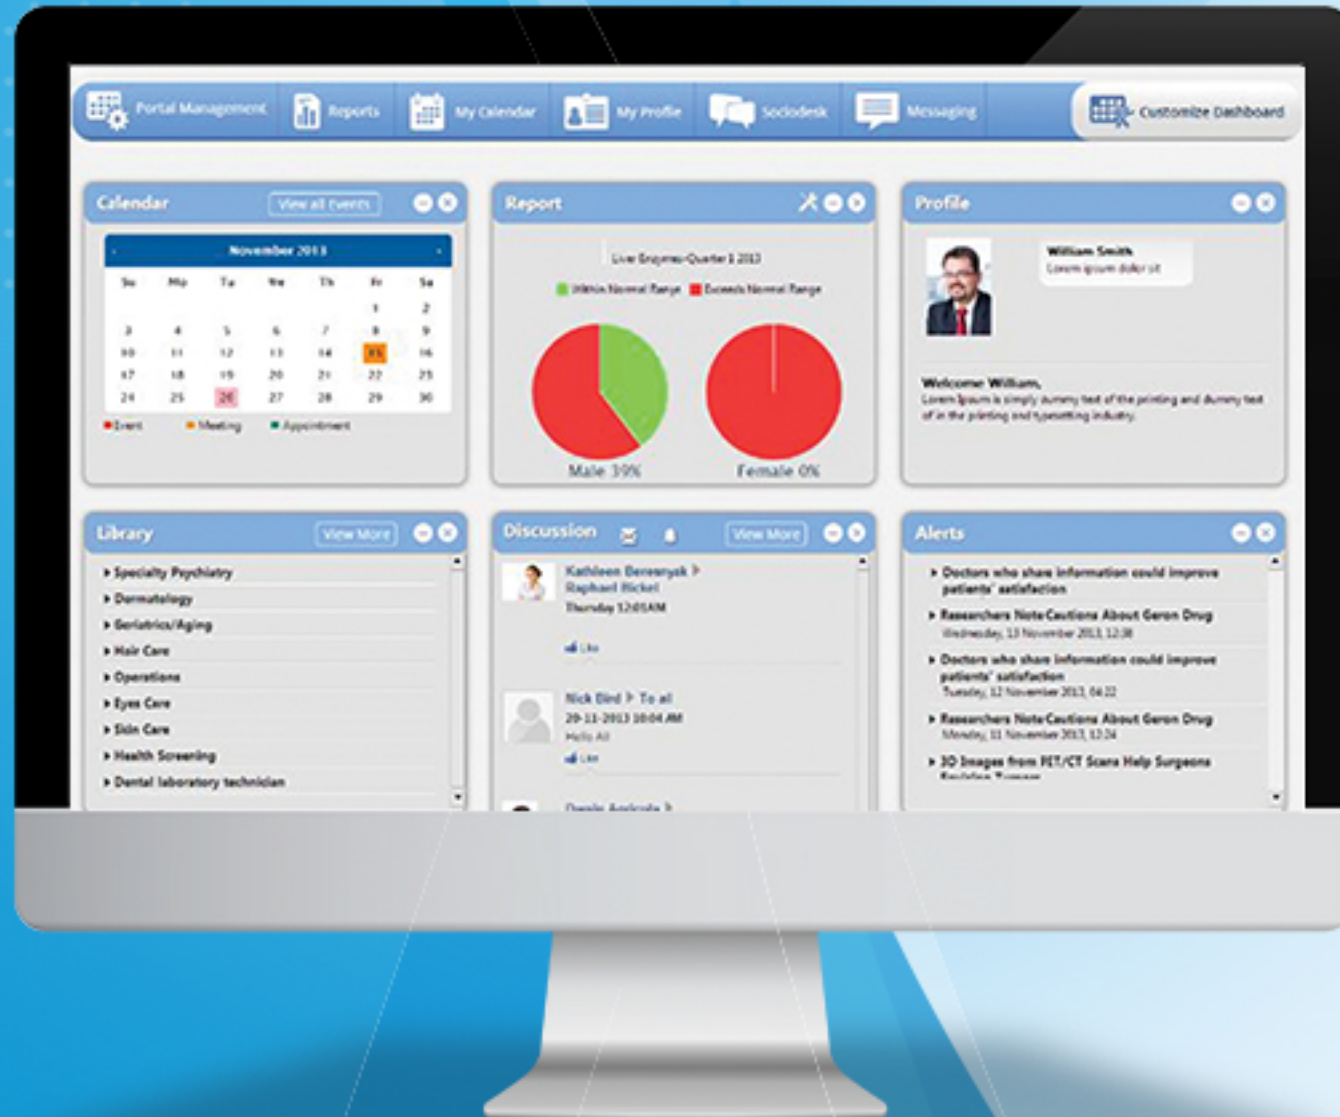 Portal Management
Reports
My Calendar
My Profile
Sociodesk
Messaging
Customize Dashboard
Calendar
View all Events
November 2013
Su Mo Tu We Th Fr Sa
1 2
3 4 5 6 7 8 9
10 11 12 13 14 15 16
17 18 19 20 21 22 23
24 25 26 27 28 29 30
Event Meeting Appointment
Report
Liver Enzymes-Quarter 1 2013
Within Normal Range Exceeds Normal Range
Male 39% Female 0%
Profile
William Smith
Lorem ipsum dolor sit
Welcome William,
Lorem Ipsum is simply dummy text of the printing and dummy text
of in the printing and typesetting industry.
Library
View More
Specialty Psychiatry
Dermatology
Geriatrics/Aging
Hair Care
Operations
Eyes Care
Skin Care
Health Screening
Dental laboratory technician
Discussion
View More
Kathleen Beresnyak
Raphael Bickel
Thursday 12:01AM
Like
Nick Bird To all
20-11-2013 10:04 AM
Hello All
Like
Alerts
Doctors who share information could improve
patients' satisfaction
Researchers Note Cautions About Geron Drug
Wednesday, 13 November 2013, 12:38
Doctors who share information could improve
patients' satisfaction
Tuesday, 12 November 2013, 04:22
Researchers Note Cautions About Geron Drug
Monday, 11 November 2013, 12:24
3D Images from PET/CT Scans Help Surgeons